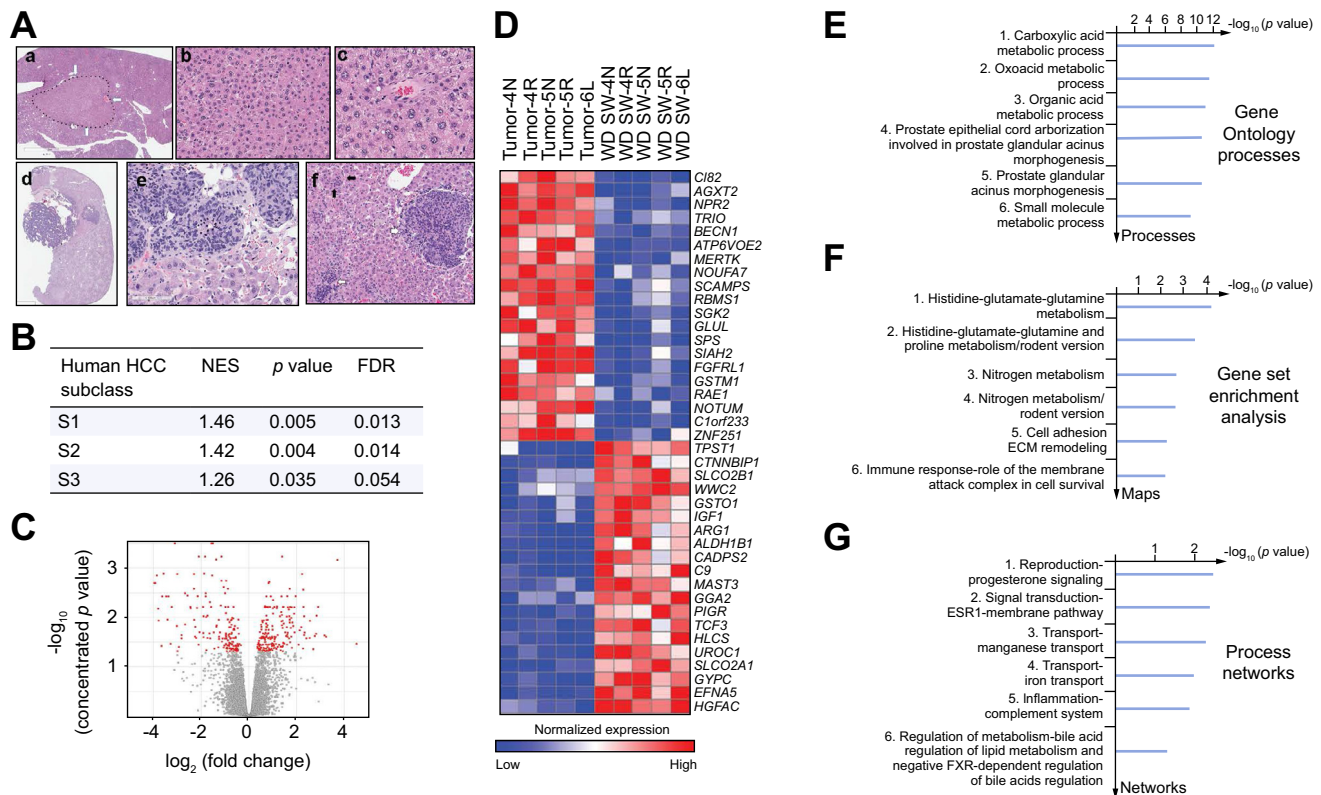 A
a
b
c
d
e
f
B
Human HCC subclass NES p value FDR
S1 1.46 0.005 0.013
S2 1.42 0.004 0.014
S3 1.26 0.035 0.054
C
-log10 (concentrated p value)
3
2
1
-4 -2 0 2 4
log2 (fold change)
D
Tumor-4N
Tumor-4R
Tumor-5N
Tumor-5R
Tumor-6L
WD SW-4N
WD SW-4R
WD SW-5N
WD SW-5R
WD SW-6L
CI82
AGXT2
NPR2
TRIO
BECN1
ATP6VOE2
MERTK
NOUFA7
SCAMPS
RBMS1
SGK2
GLUL
SPS
SIAH2
FGFRL1
GSTM1
RAE1
NOTUM
C1orf233
ZNF251
TPST1
CTNNBIP1
SLCO2B1
WWC2
GSTO1
IGF1
ARG1
ALDH1B1
CADPS2
C9
MAST3
GGA2
PIGR
TCF3
HLCS
UROC1
SLCO2A1
GYPC
EFNA5
HGFAC
Normalized expression
Low High
E
2 4 6 8 10 12 -log10 (p value)
1. Carboxylic acid
metabolic process
2. Oxoacid metabolic
process
3. Organic acid
metabolic process
4. Prostate epithelial cord arborization
involved in prostate glandular acinus
morphogenesis
5. Prostate glandular
acinus morphogenesis
6. Small molecule
metabolic process
Processes
Gene
Ontology
processes
F
1 2 3 4 -log10 (p value)
1. Histidine-glutamate-glutamine
metabolism
2. Histidine-glutamate-glutamine and
proline metabolism/rodent version
3. Nitrogen metabolism
4. Nitrogen metabolism/
rodent version
5. Cell adhesion
ECM remodeling
6. Immune response-role of the membrane
attack complex in cell survival
Maps
Gene set
enrichment
analysis
G
1 2 -log10 (p value)
1. Reproduction-
progesterone signaling
2. Signal transduction-
ESR1-membrane pathway
3. Transport-
manganese transport
4. Transport-
iron transport
5. Inflammation-
complement system
6. Regulation of metabolism-bile acid
regulation of lipid metabolism and
negative FXR-dependent regulation
of bile acids regulation
Networks
Process
networks